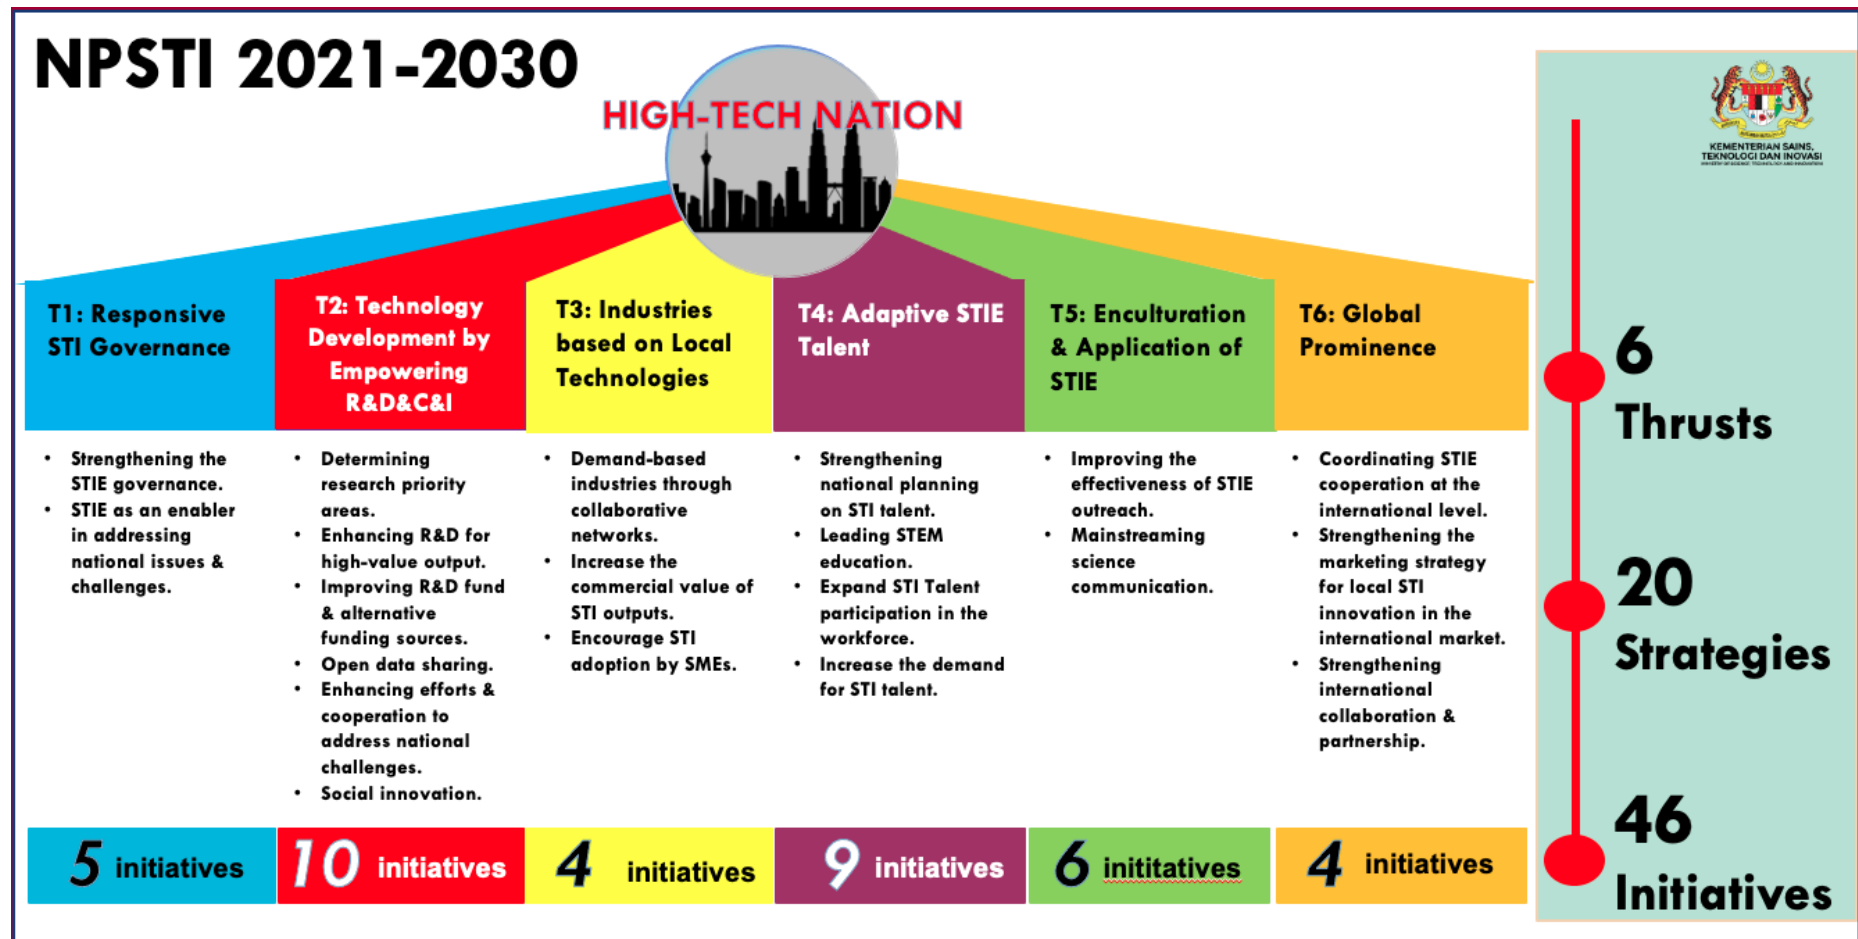 NPSTI 2021-2030
HIGH-TECH NATION
KEMENTERIAN SAINS,
TEKNOLOGI DAN INOVASI
MINISTRY OF SCIENCE, TECHNOLOGY AND INNOVATION
T1: Responsive
STI Governance
• Strengthening the
STIE governance.
• STIE as an enabler
in addressing
national issues &
challenges.
5 initiatives
T2: Technology
Development by
Empowering
R&D&C&I
• Determining
research priority
areas.
• Enhancing R&D for
high-value output.
• Improving R&D fund
& alternative
funding sources.
• Open data sharing.
• Enhancing efforts &
cooperation to
address national
challenges.
• Social innovation.
10 initiatives
T3: Industries
based on Local
Technologies
• Demand-based
industries through
collaborative
networks.
• Increase the
commercial value of
STI outputs.
• Encourage STI
adoption by SMEs.
4 initiatives
T4: Adaptive STIE
Talent
• Strengthening
national planning
on STI talent.
• Leading STEM
education.
• Expand STI Talent
participation in the
workforce.
• Increase the demand
for STI talent.
9 initiatives
T5: Enculturation
& Application of
STIE
• Improving the
effectiveness of STIE
outreach.
• Mainstreaming
science
communication.
6 inititatives
T6: Global
Prominence
• Coordinating STIE
cooperation at the
international level.
• Strengthening the
marketing strategy
for local STI
innovation in the
international market.
• Strengthening
international
collaboration &
partnership.
4 initiatives
6
Thrusts
20
Strategies
46
Initiatives